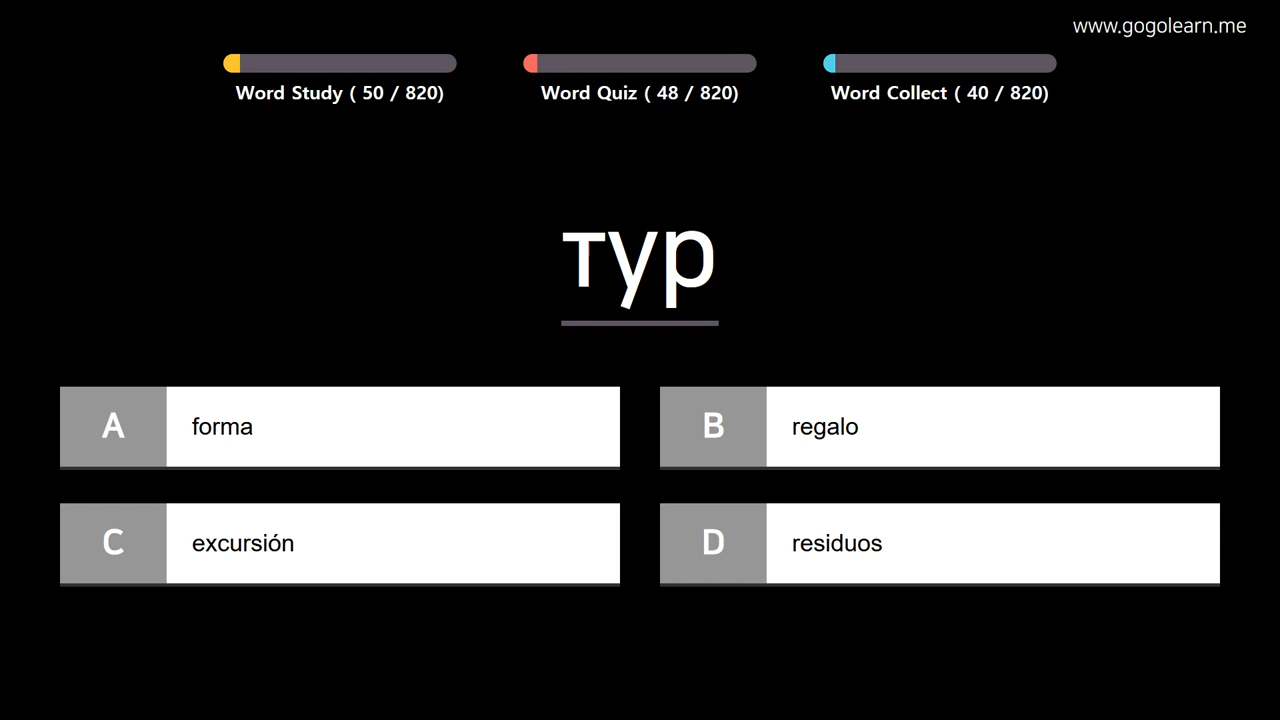 www.gogolearn.me
Word Study ( 50 / 820)
Word Quiz ( 48 / 820)
Word Collect ( 40 / 820)
тур
A forma
B regalo
C excursión
D residuos